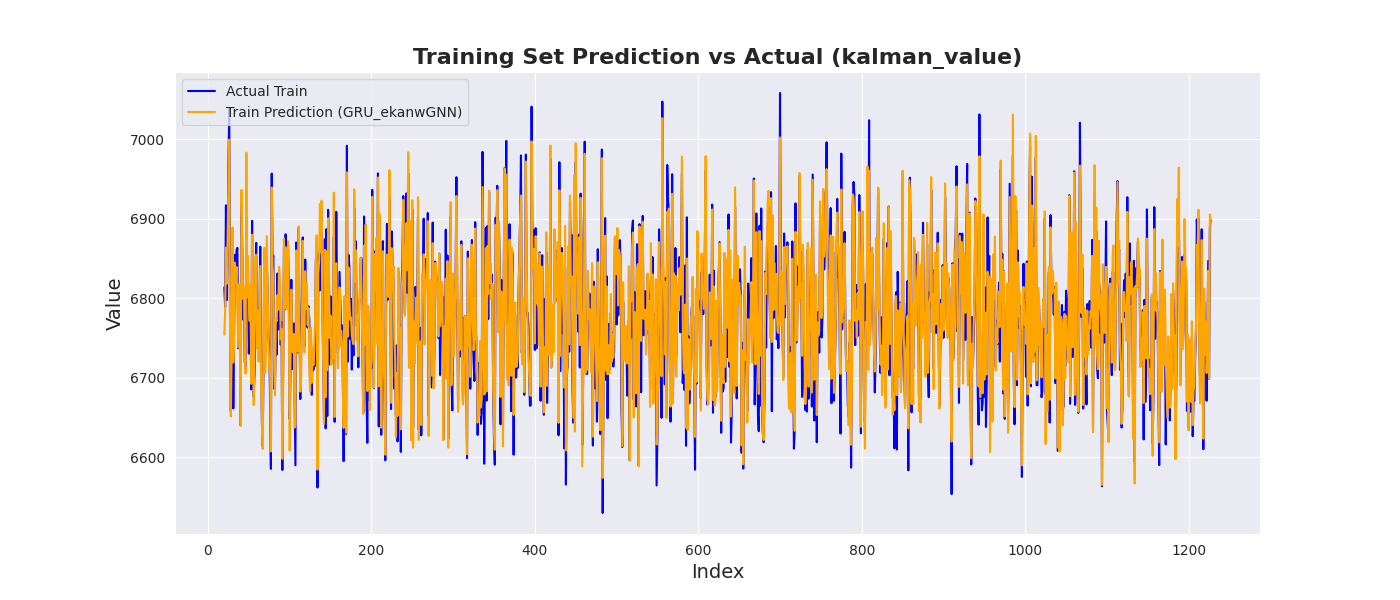 Training Set Prediction vs Actual (kalman_value)
Actual Train
Train Prediction (GRU_ekanwGNN)
Value
7000
6900
6800
6700
6600
0 200 400 600 800 1000 1200
Index